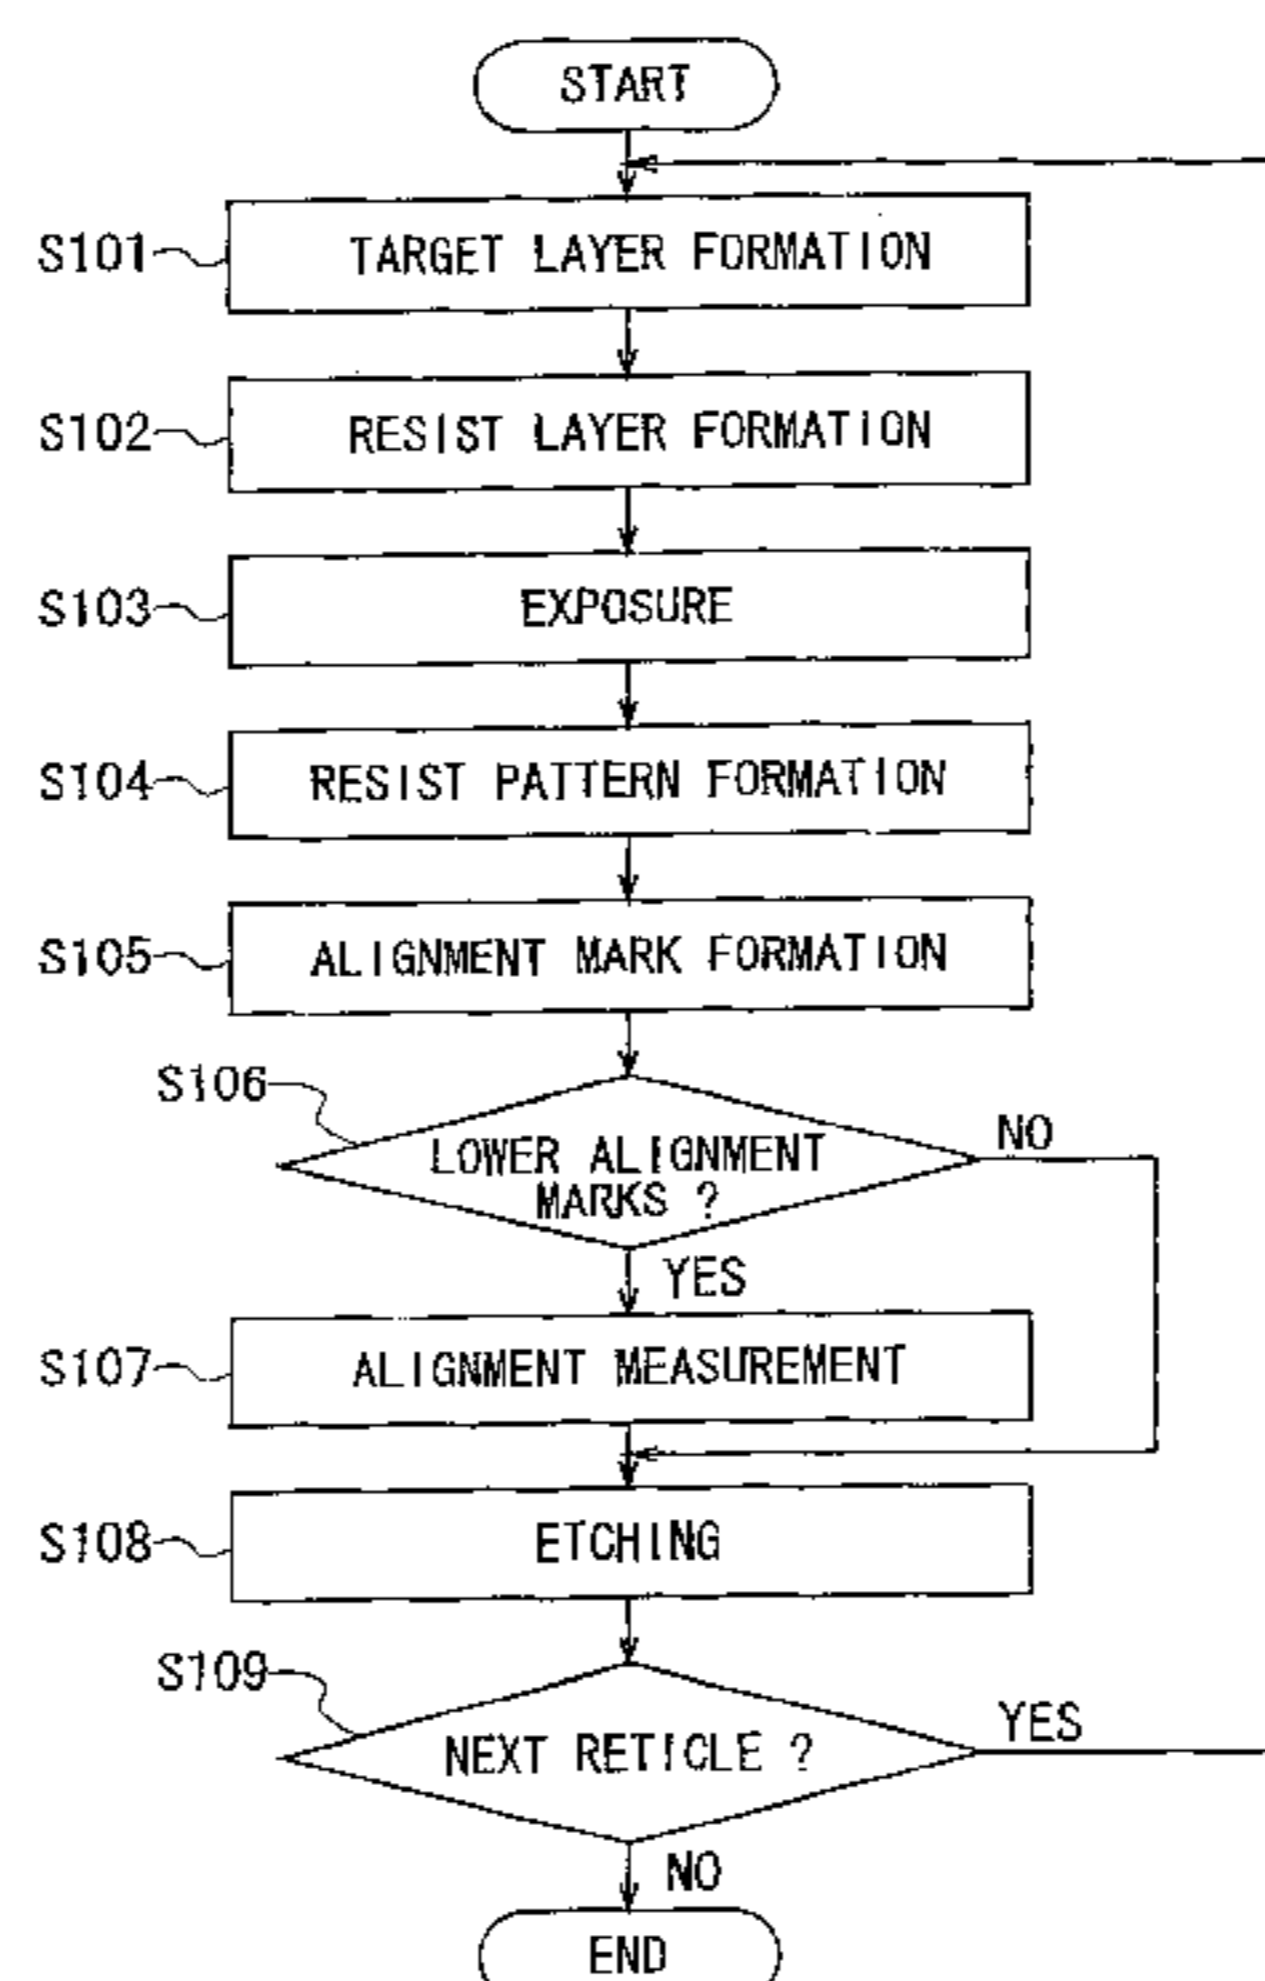 START
S101 TARGET LAYER FORMATION
S102 RESIST LAYER FORMATION
S103 EXPOSURE
S104 RESIST PATTERN FORMATION
S105 ALIGNMENT MARK FORMATION
S106
LOWER ALIGNMENT
MARKS ?
NO
YES
S107 ALIGNMENT MEASUREMENT
S108 ETCHING
S109
NEXT RETICLE ?
YES
NO
END